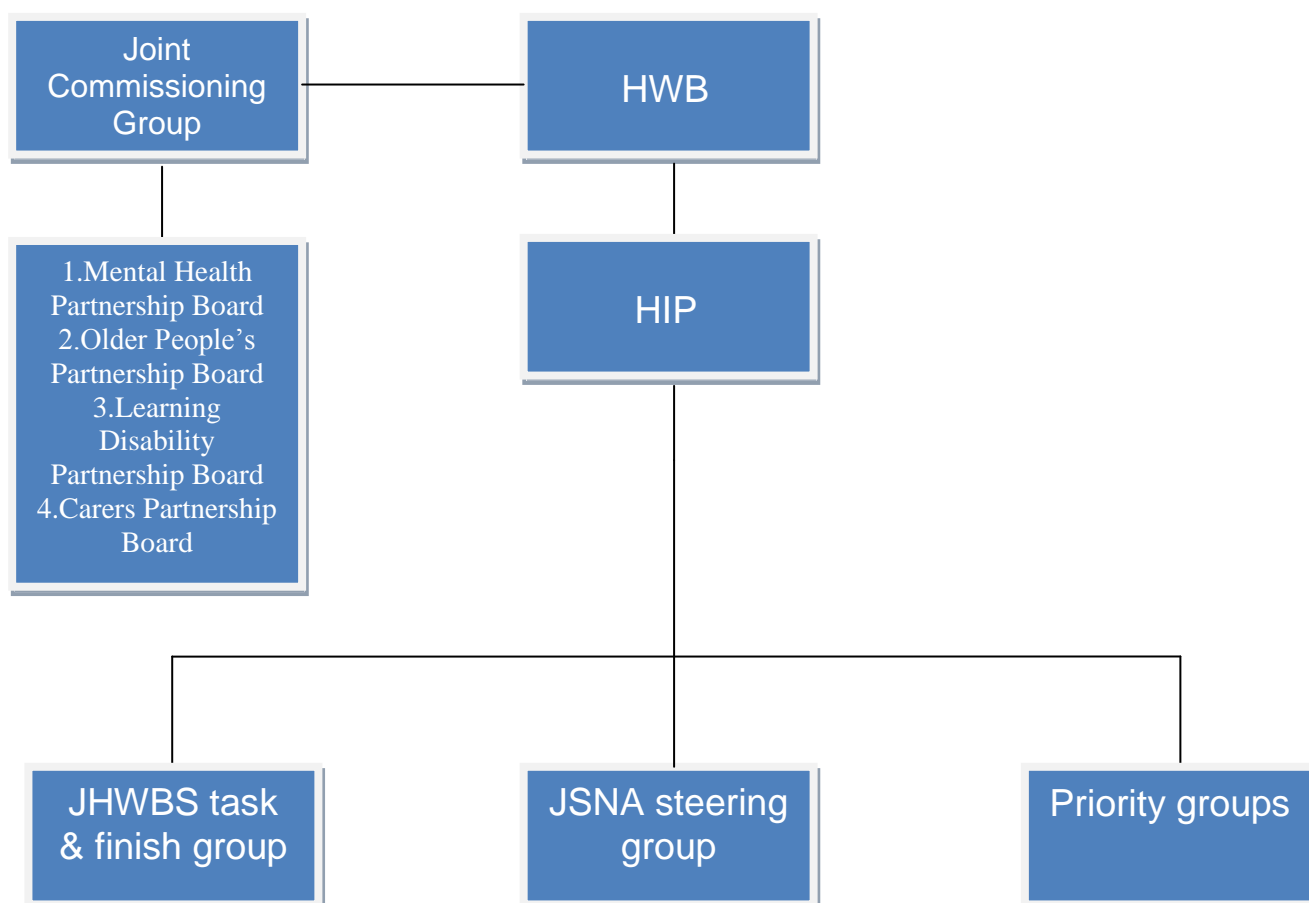 Joint
Commissioning
Group
HWB
1.Mental Health
Partnership Board
2.Older People’s
Partnership Board
3.Learning
Disability
Partnership Board
4.Carers Partnership
Board
HIP
JHWBS task
& finish group
JSNA steering
group
Priority groups